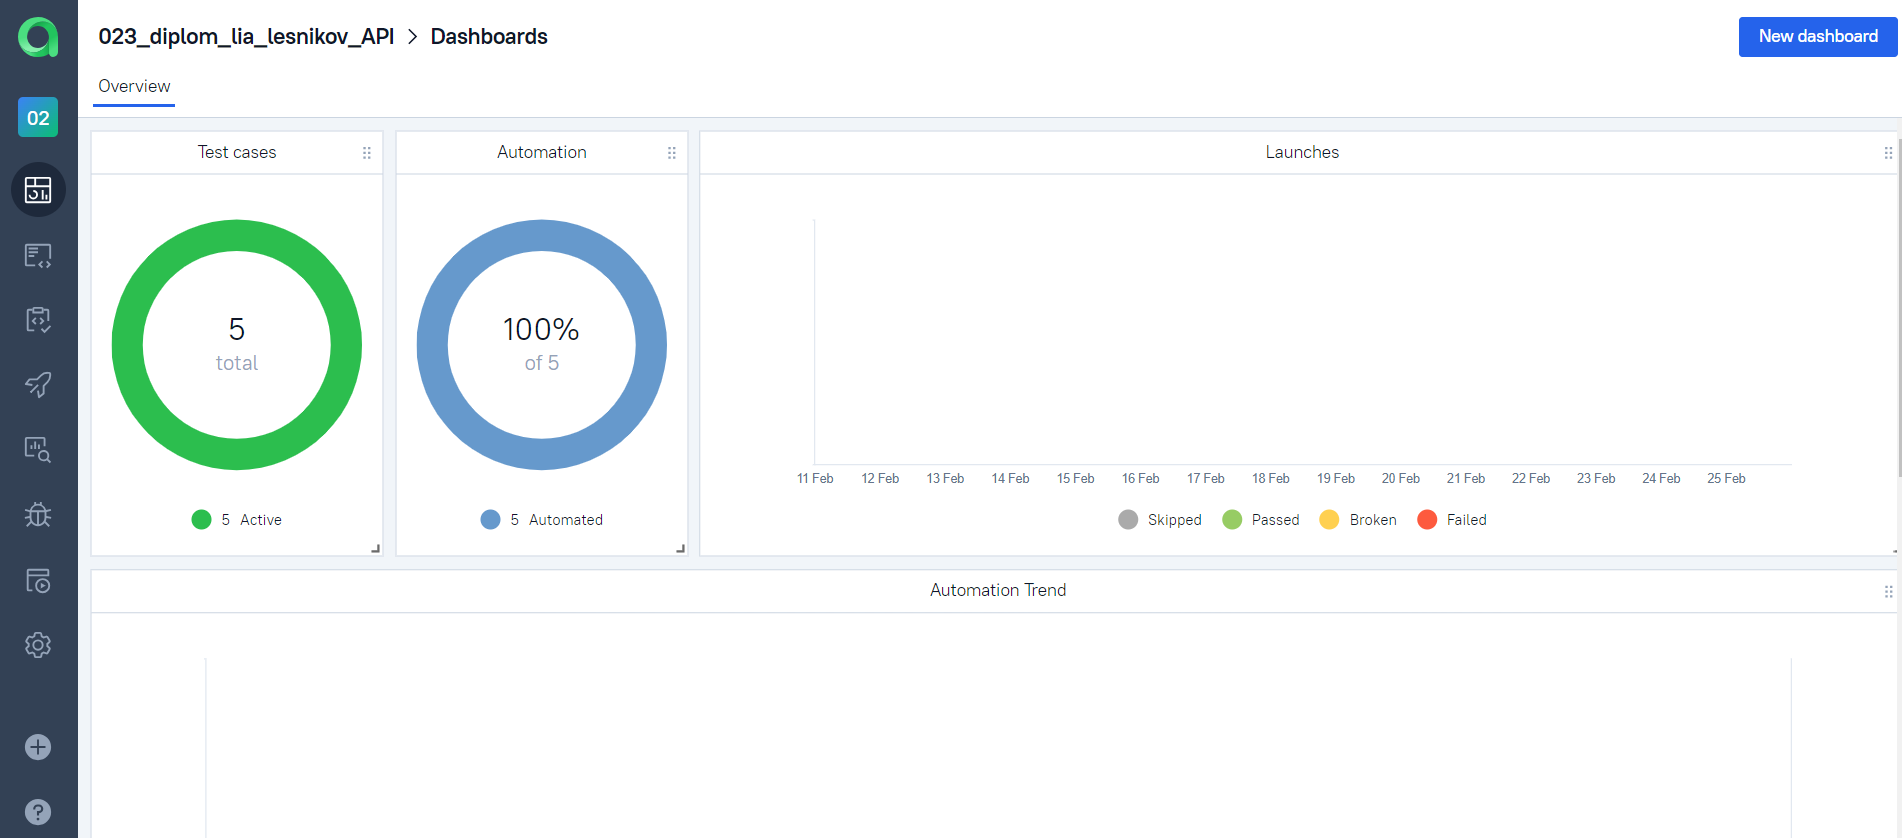 023_diplom_lia_lesnikov_API > Dashboards
New dashboard
Overview
02
Test cases
5
total
5 Active
Automation
100%
of 5
5 Automated
Launches
11 Feb 12 Feb 13 Feb 14 Feb 15 Feb 16 Feb 17 Feb 18 Feb 19 Feb 20 Feb 21 Feb 22 Feb 23 Feb 24 Feb 25 Feb
Skipped Passed Broken Failed
Automation Trend